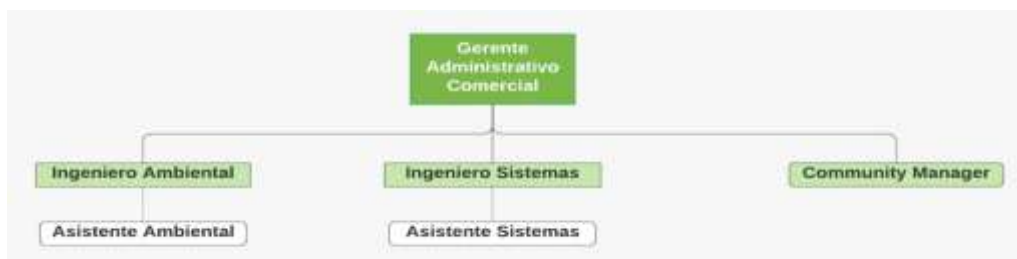 Gerente
Administrativo
Comercial
Ingeniero Ambiental
Ingeniero Sistemas
Community Manager
Asistente Ambiental
Asistente Sistemas